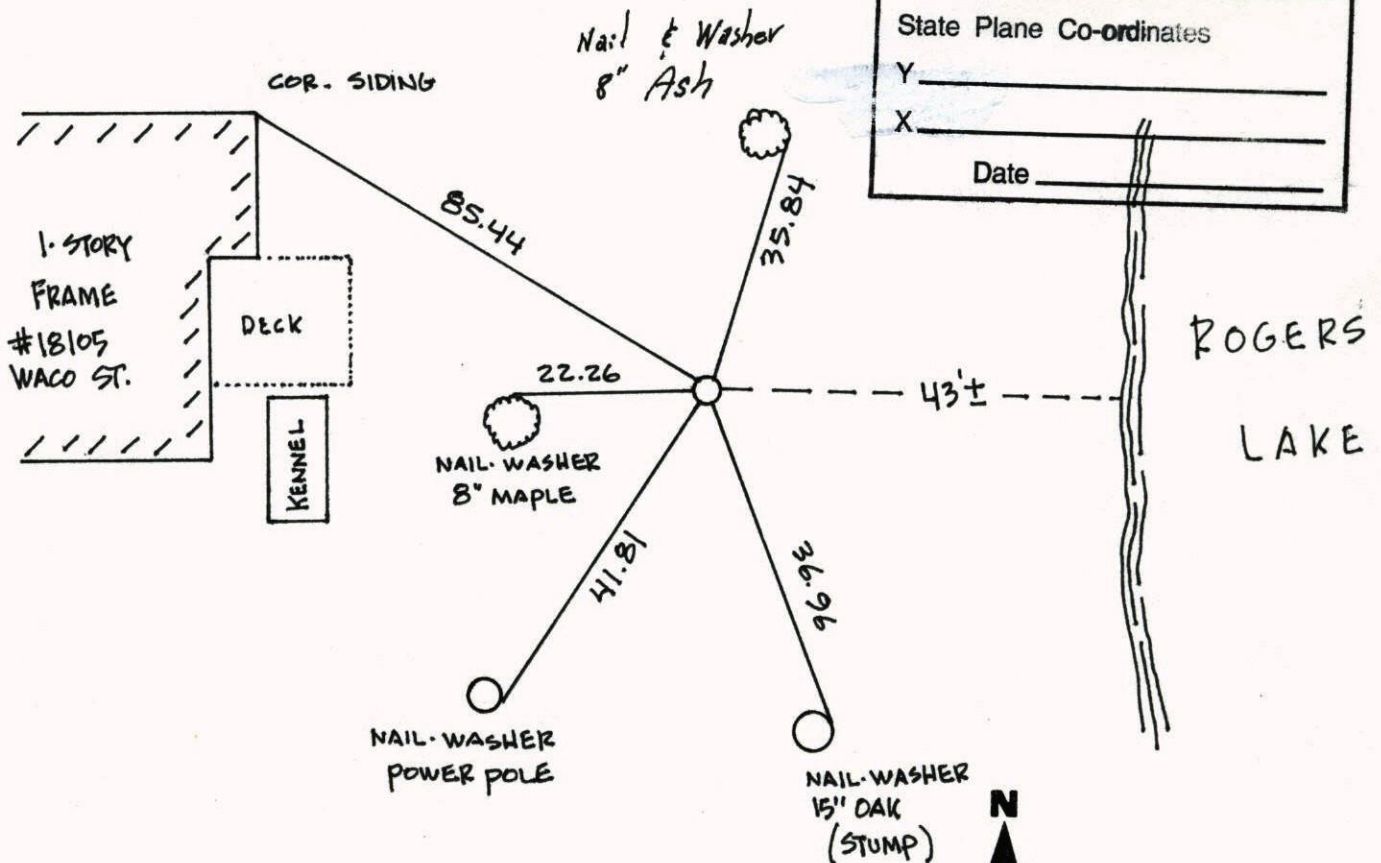 State Plane Co-ordinates
Y
X
Date
Nail & Washer
8" Ash
COR. SIDING
85.44
35.84
1-STORY
FRAME
#18105
WACO ST.
DECK
KENNEL
22.26
NAIL-WASHER
8" MAPLE
43'±
ROGERS
LAKE
41.81
36.96
NAIL-WASHER
POWER POLE
NAIL-WASHER
15" OAK
(STUMP)
N